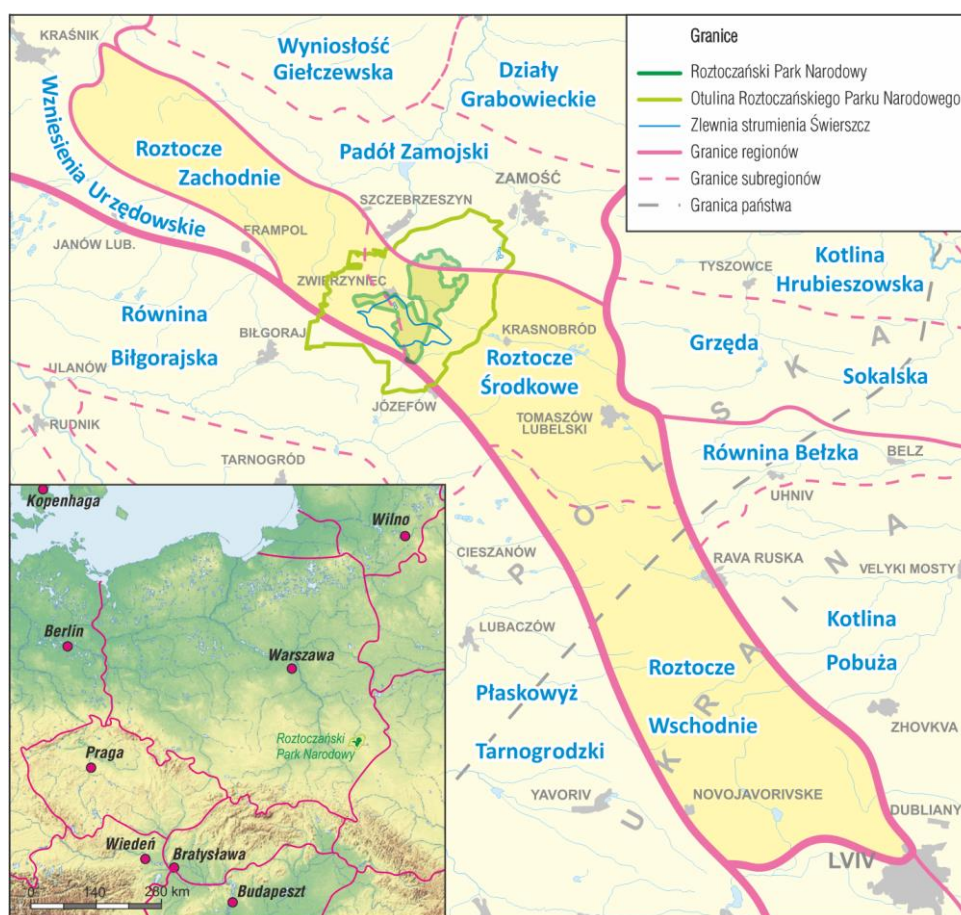 Granice
Roztoczański Park Narodowy
Otulina Roztoczańskiego Parku Narodowego
Zlewnia strumienia Świerszcz
Granice regionów
Granice subregionów
Granica państwa
KRAŚNIK
Wyniosłość
Giełczewska
Działy
Grabowieckie
Wzniesienia Urzędowskie
Roztocze
Zachodnie
Padół Zamojski
SZCZEBRZESZYN
ZAMOŚĆ
JANÓW LUB.
FRAMPOL
ZWIERZYNIEC
TYSZOWCE
Kotlina
Hrubieszowska
Równina
Biłgorajska
BIŁGORAJ
KRASNOBRÓD
Grzęda
Sokalska
Roztocze
Środkowe
ULANÓW
JÓZEFÓW
RUDNIK
TOMASZÓW
LUBELSKI
TARNOGRÓD
Równina Bełzka
BELZ
UHNIV
POLSKA
CIESZANÓW
RAVA RUSKA
VELYKI MOSTY
LUBACZÓW
Kotlina
Pobuża
Roztocze
Wschodnie
Płaskowyż
Tarnogrodzki
ZHOVKVA
UKRAINA
YAVORIV
NOVOJAVORIVSKE
DUBLIANY
LVIV
Kopenhaga
Wilno
Berlín
Warszawa
Roztoczański
Park Narodowy
Praga
Wiedeń
Bratysława
Budapeszt
0 140 280 km